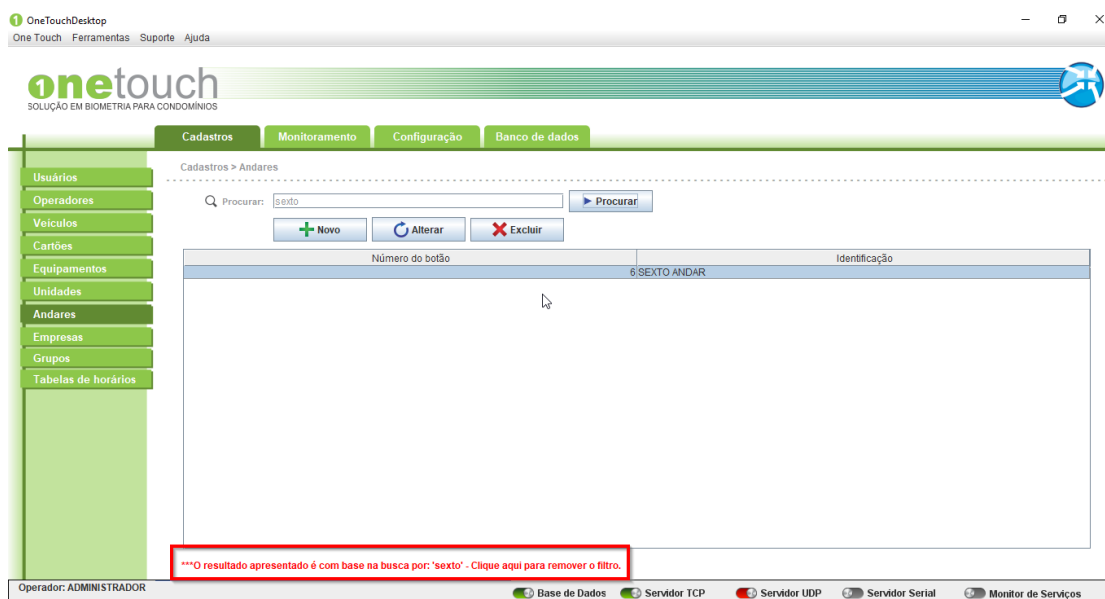 OneTouchDesktop
One Touch Ferramentas Suporte Ajuda
onetouch
SOLUÇÃO EM BIOMETRIA PARA CONDOMÍNIOS
Cadastros Monitoramento Configuração Banco de dados
Cadastros > Andares
Usuários
Operadores
Veículos
Cartões
Equipamentos
Unidades
Andares
Empresas
Grupos
Tabelas de horários
Procurar: sexto Procurar
Novo Alterar Excluir
Número do botão Identificação
6 SEXTO ANDAR
***O resultado apresentado é com base na busca por: 'sexto' - Clique aqui para remover o filtro.
Operador: ADMINISTRADOR
Base de Dados Servidor TCP Servidor UDP Servidor Serial Monitor de Serviços